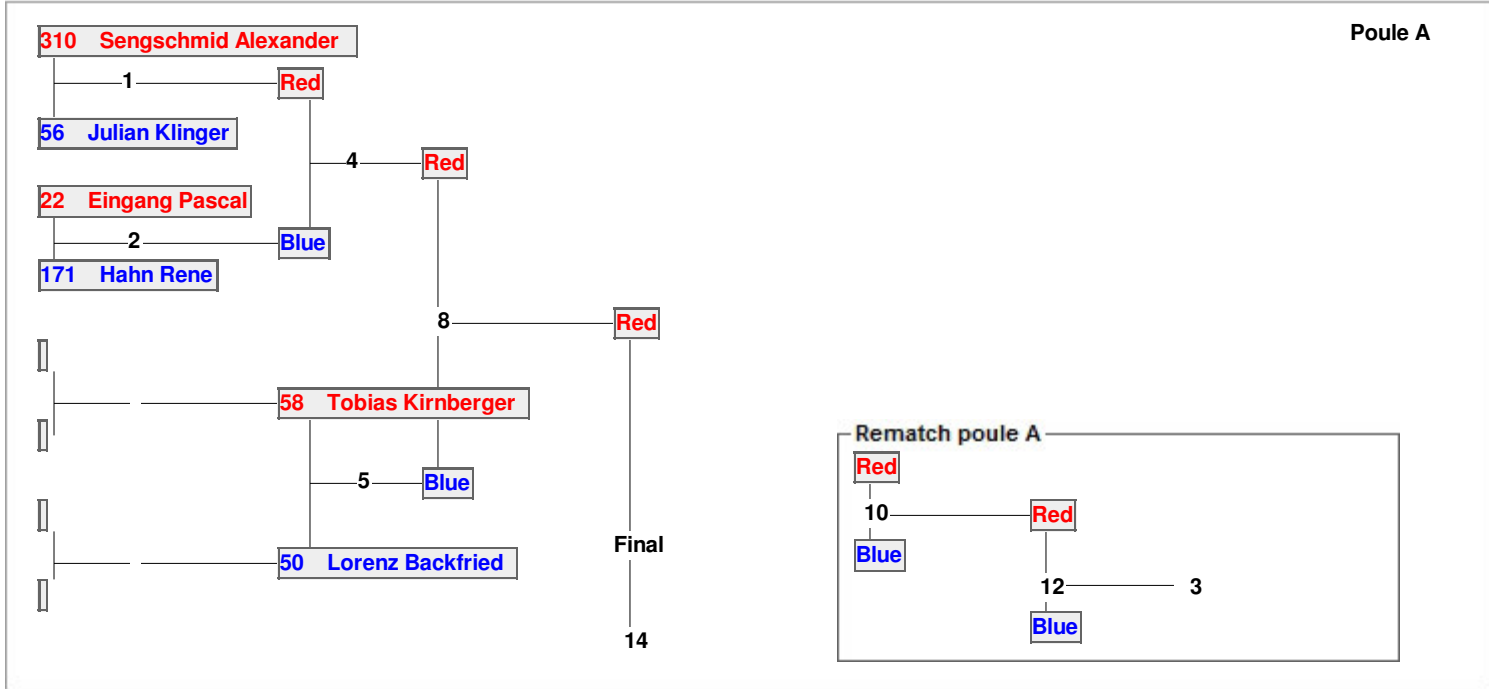 Poule A
310 Sengschmid Alexander
1 Red
56 Julian Klinger
4 Red
22 Eingang Pascal
2 Blue
171 Hahn Rene
8 Red
58 Tobias Kirnberger
5 Blue
50 Lorenz Backfried
Final
14
Rematch poule A
Red
10 Red
Blue
12 3
Blue